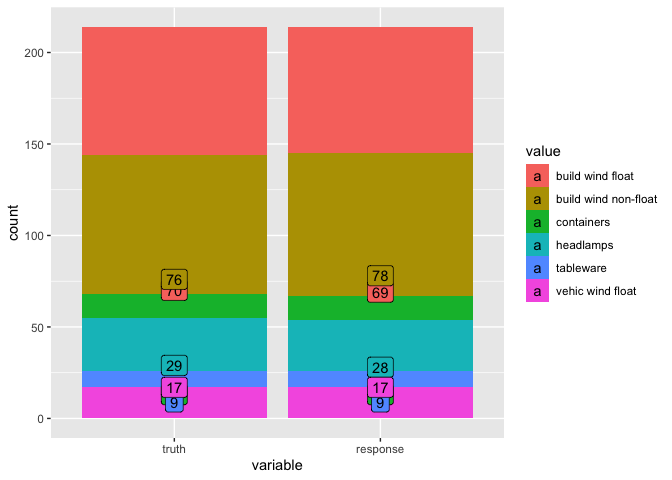 200
150
100
50
0
count
76
70
29
17
9
78
69
28
17
9
truth
response
variable
value
a build wind float
a build wind non-float
a containers
a headlamps
a tableware
a vehic wind float